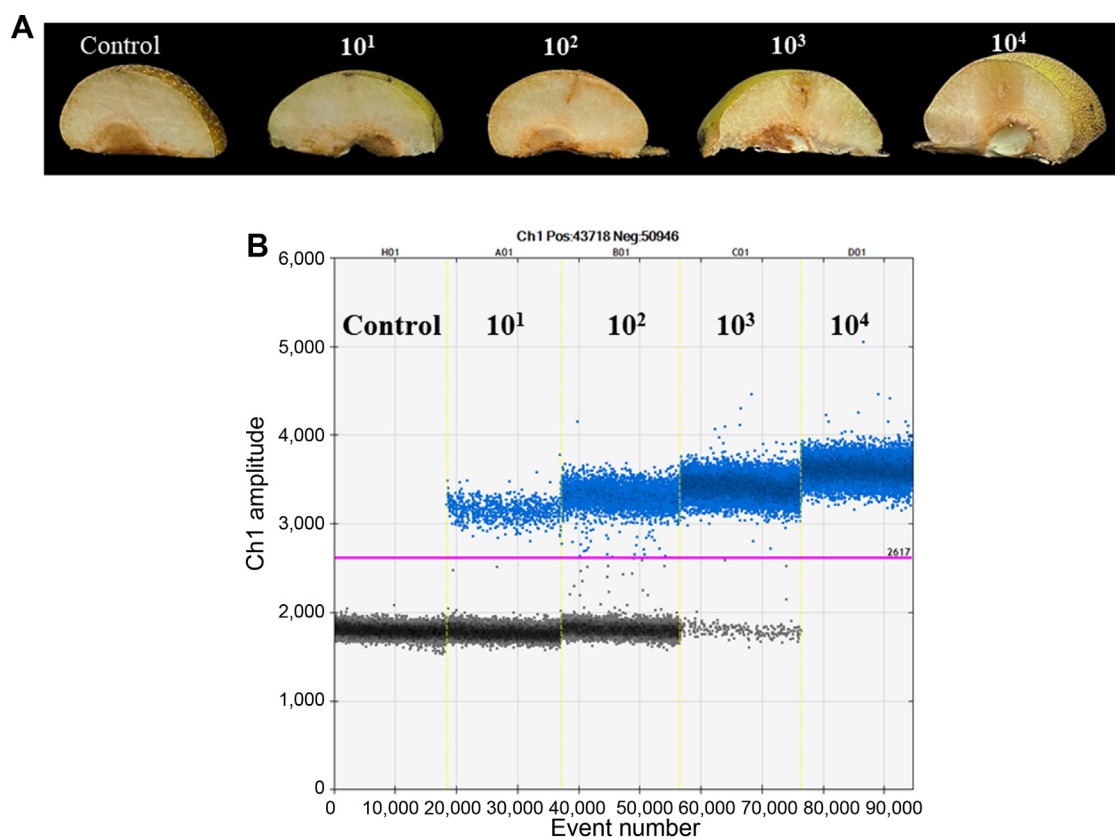 A
Control 10¹ 10² 10³ 10⁴
B
Ch1 Pos:43718 Neg:50946
H01 A01 B01 C01 D01
Control 10¹ 10² 10³ 10⁴
6,000
5,000
4,000
3,000
2617
2,000
1,000
0
Ch1 amplitude
0 10,000 20,000 30,000 40,000 50,000 60,000 70,000 80,000 90,000
Event number